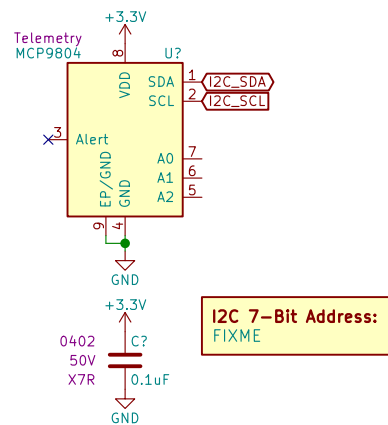 +3.3V
Telemetry
MCP9804
U?
8
VDD
SDA 1 I2C_SDA
SCL 2 I2C_SCL
3 Alert
A0 7
A1 6
A2 5
EP/GND
GND
9
4
GND
+3.3V
0402 C?
50V
X7R 0.1uF
GND
I2C 7-Bit Address:
FIXME